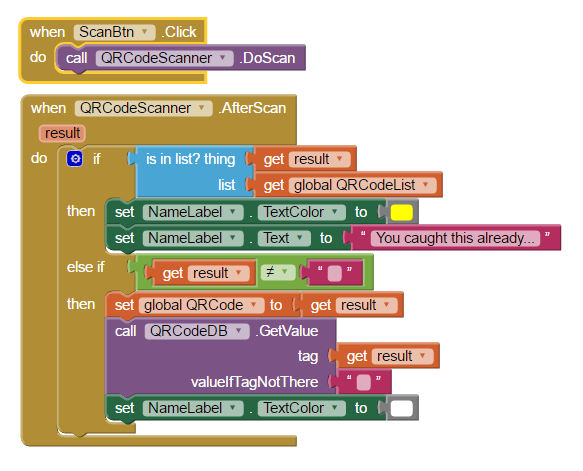 when ScanBtn .Click
do call QRCodeScanner .DoScan
when QRCodeScanner .AfterScan
result
do if is in list? thing get result
list get global QRCodeList
then set NameLabel . TextColor to
set NameLabel . Text to “ You caught this already... ”
else if get result ≠ “ ”
then set global QRCode to get result
call QRCodeDB .GetValue
tag get result
valueIfTagNotThere “ ”
set NameLabel . TextColor to